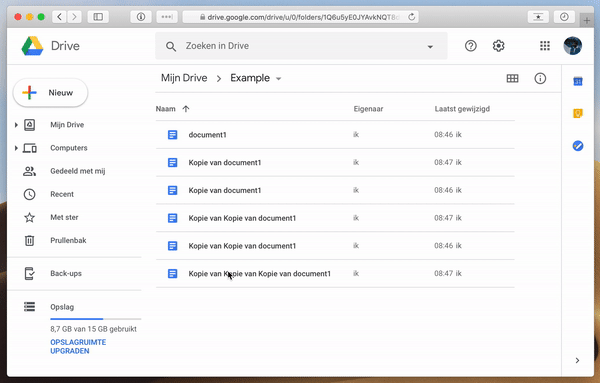 drive.google.com/drive/u/0/folders/1Q6u5yE0JYAvkNQT8
Drive
Zoeken in Drive
Mijn Drive > Example
Nieuw
Naam Eigenaar Laatst gewijzigd
Mijn Drive
Computers
Gedeeld met mij
Recent
Met ster
Prullenbak
Back-ups
Opslag
8,7 GB van 15 GB gebruikt
OPSLAGRUIMTE
UPGRADEN
document1 ik 08:46 ik
Kopie van document1 ik 08:47 ik
Kopie van document1 ik 08:46 ik
Kopie van Kopie van document1 ik 08:47 ik
Kopie van Kopie van document1 ik 08:46 ik
Kopie van Kopie van Kopie van document1 ik 08:47 ik